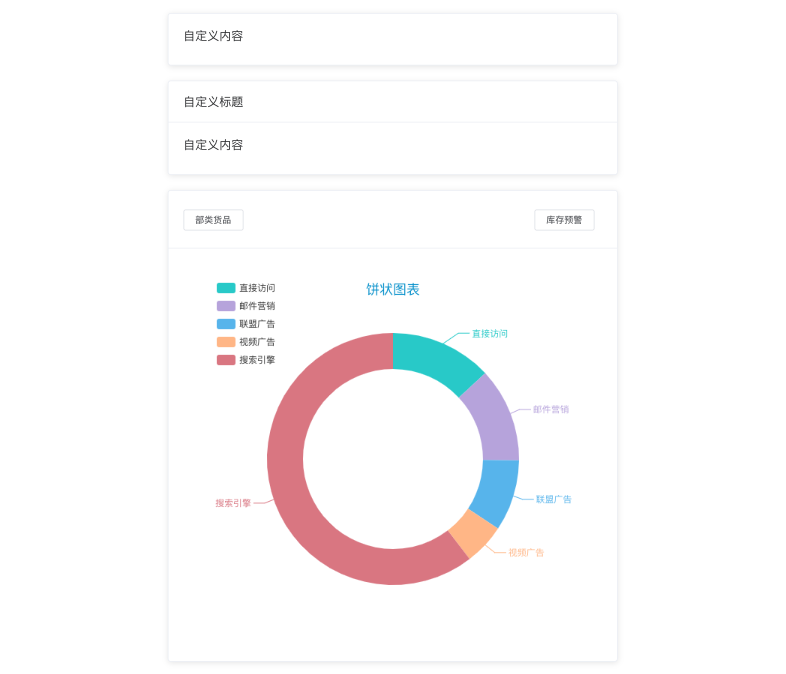 自定义内容
自定义标题
自定义内容
部类货品
库存预警
饼状图表
直接访问
邮件营销
联盟广告
视频广告
搜索引擎
直接访问
邮件营销
联盟广告
视频广告
搜索引擎